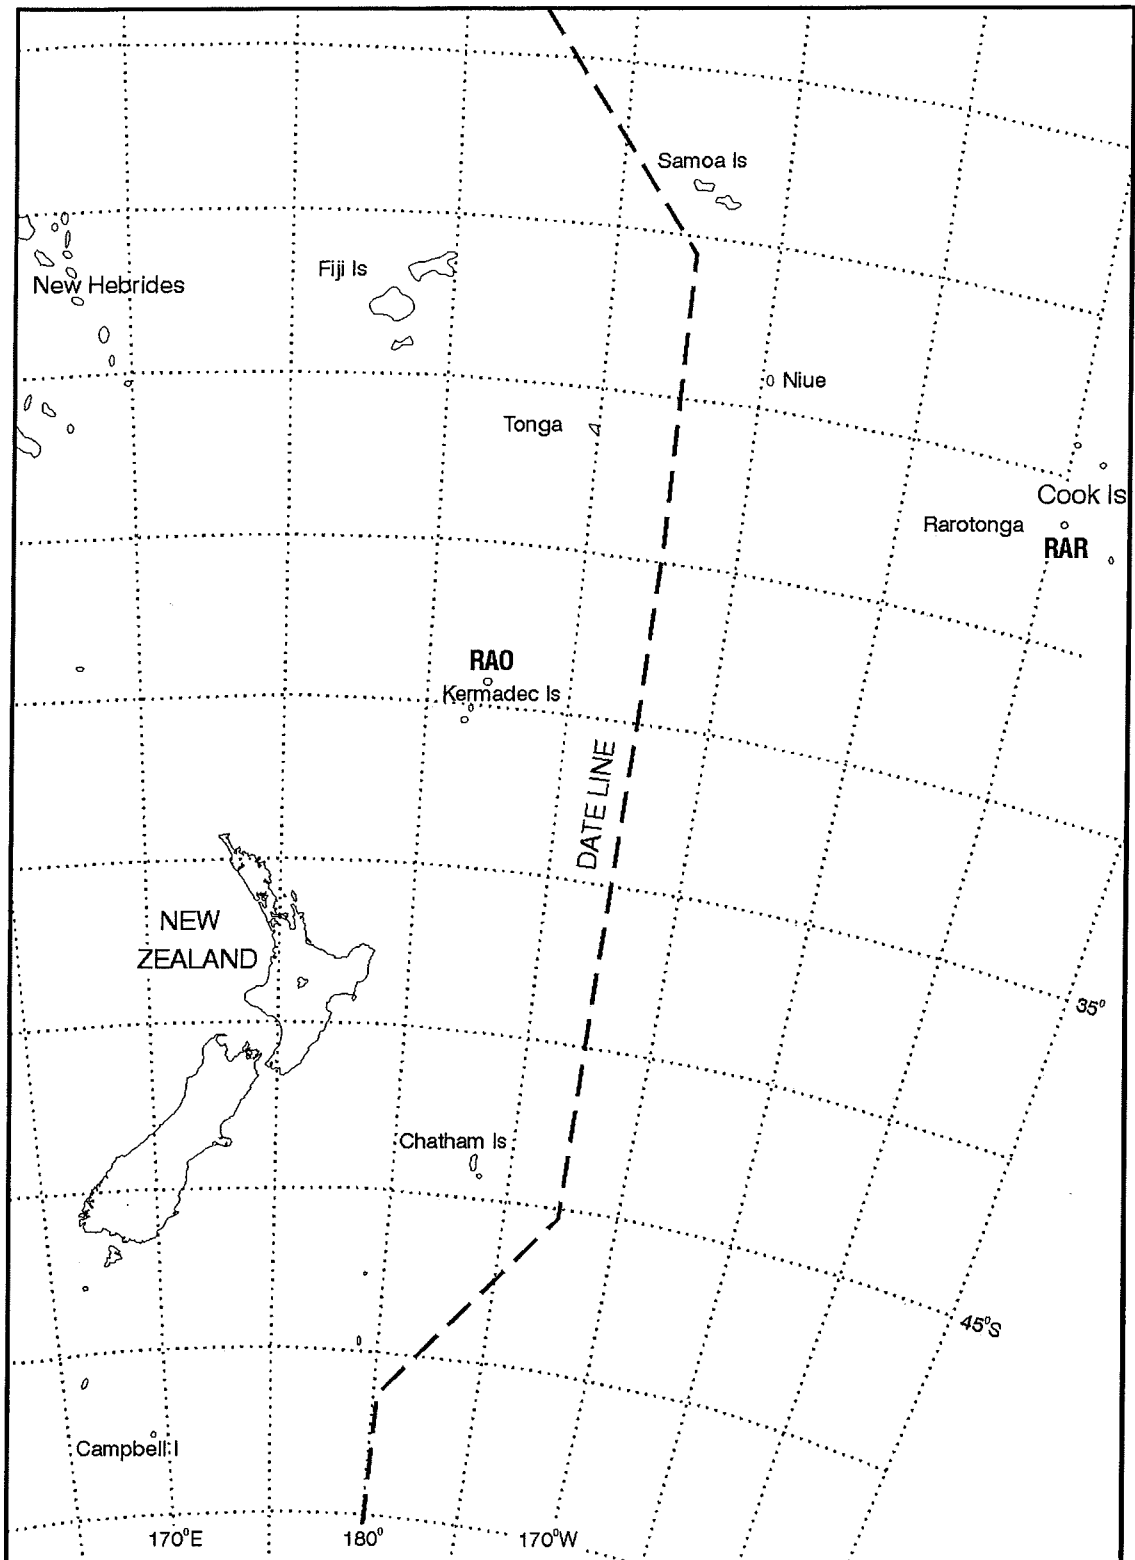 Samoa Is
Fiji Is
New Hebrides
Niue
Tonga
Cook Is
Rarotonga
RAR
RAO
Kermadec Is
DATE LINE
NEW
ZEALAND
35°
Chatham Is
45°S
Campbell I
170°E
180°
170°W